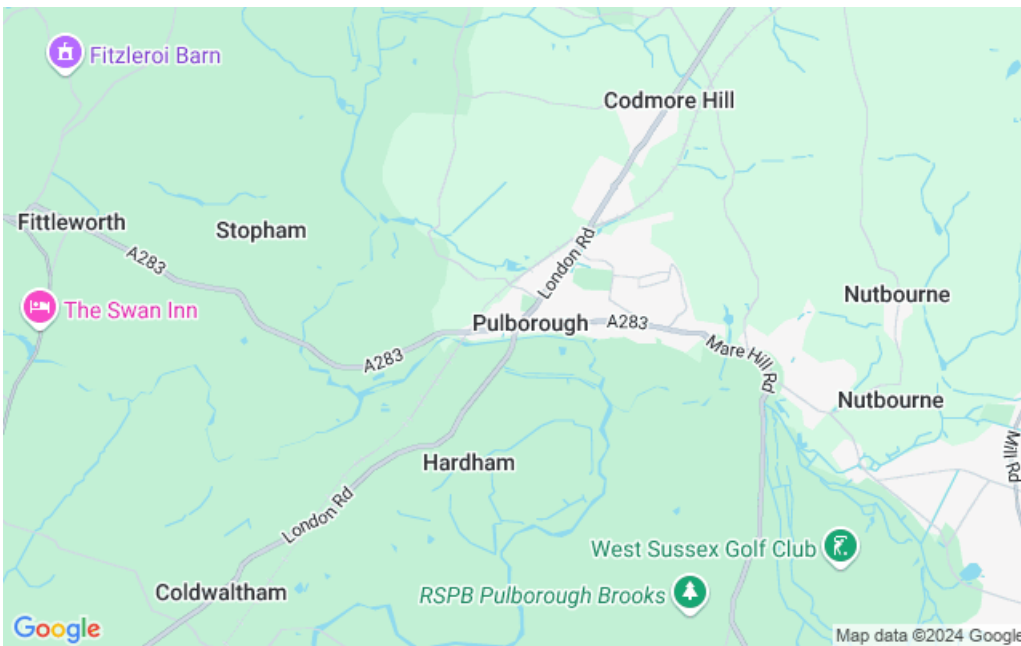 Fitzleroi Barn
Codmore Hill
Fittleworth
Stopham
A283
London Rd
The Swan Inn
Nutbourne
Pulborough
A283
A283
Mare Hill Rd
Nutbourne
Mill Rd
Hardham
London Rd
West Sussex Golf Club
Coldwaltham
RSPB Pulborough Brooks
Google
Map data ©2024 Google